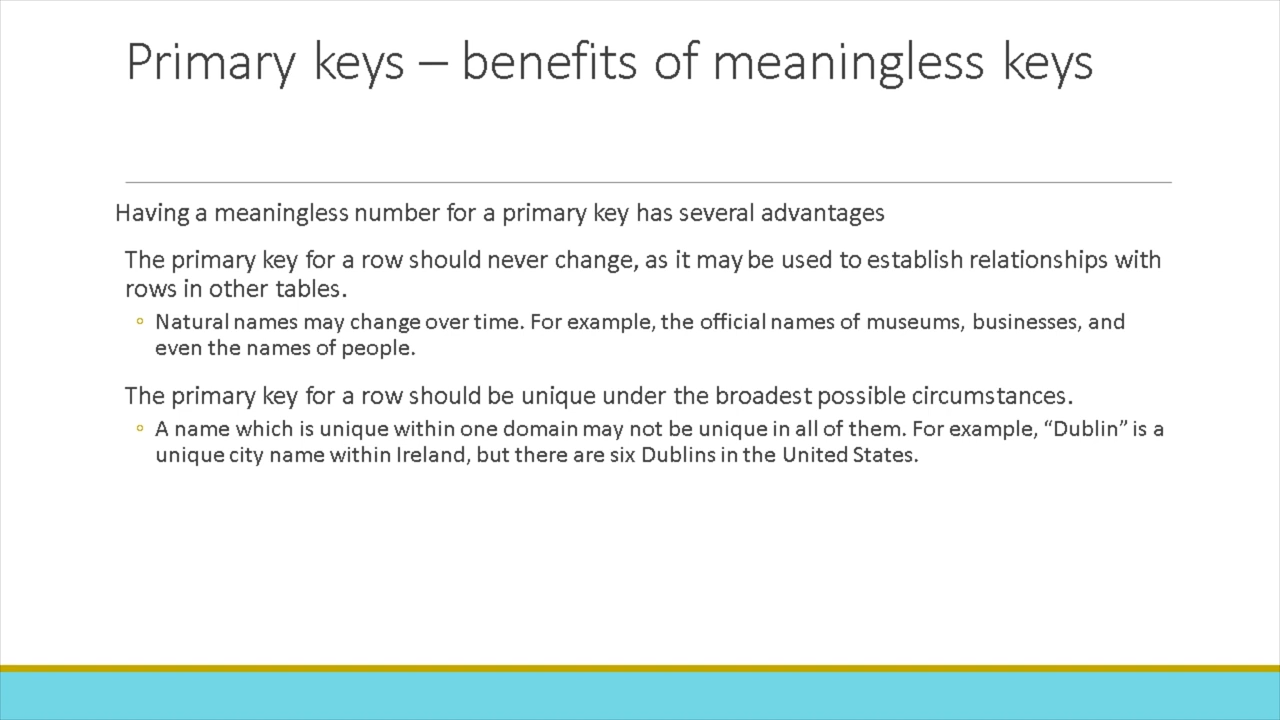 Primary keys – benefits of meaningless keys
Having a meaningless number for a primary key has several advantages
The primary key for a row should never change, as it may be used to establish relationships with
rows in other tables.
◦ Natural names may change over time. For example, the official names of museums, businesses, and
even the names of people.
The primary key for a row should be unique under the broadest possible circumstances.
◦ A name which is unique within one domain may not be unique in all of them. For example, “Dublin” is a
unique city name within Ireland, but there are six Dublins in the United States.